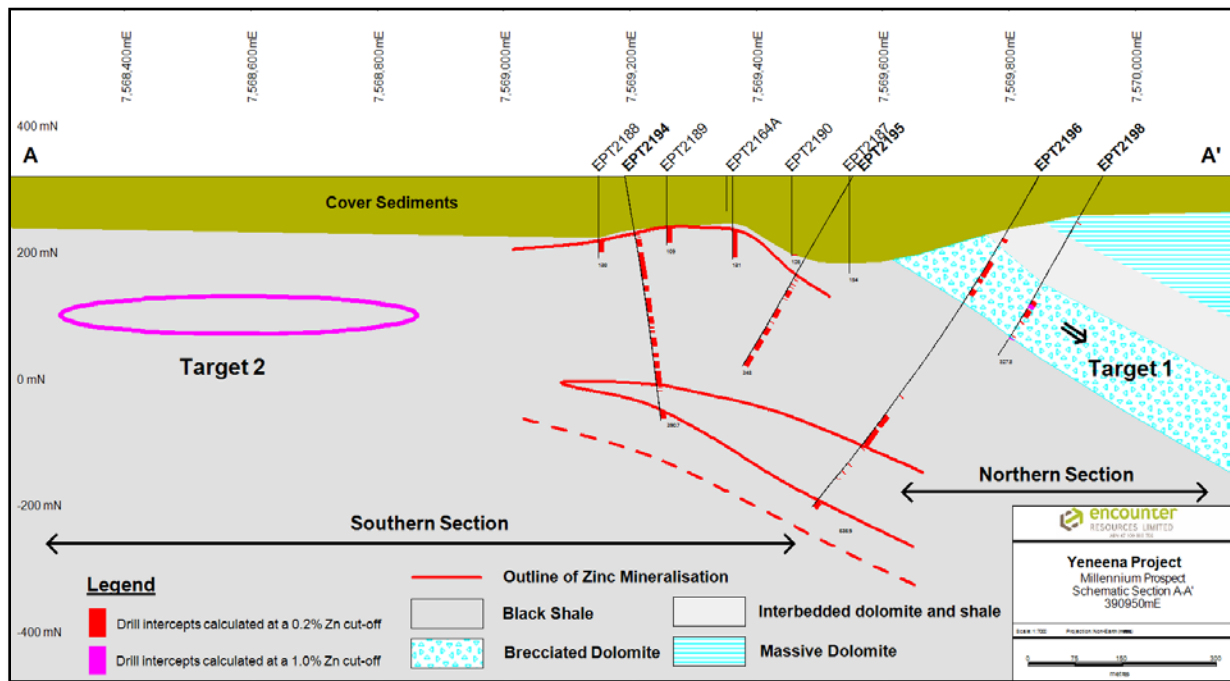 7,568,400mE
7,568,600mE
7,568,800mE
7,569,000mE
7,569,200mE
7,569,400mE
7,569,600mE
7,569,800mE
7,570,000mE
400 mN
A
EPT2188
EPT2194
EPT2189
EPT2164A
EPT2190
EPT2187
EPT2195
EPT2196
EPT2198
A'
Cover Sediments
200 mN
Target 2
0 mN
Target 1
Northern Section
-200 mN
Southern Section
encounter
RESOURCES LIMITED
Yeneena Project
Millennium Prospect
Schematic Section A-A'
390950mE
Legend
Drill intercepts calculated at a 0.2% Zn cut-off
Drill intercepts calculated at a 1.0% Zn cut-off
Outline of Zinc Mineralisation
Black Shale
Interbedded dolomite and shale
Brecciated Dolomite
Massive Dolomite
-400 mN
0 75 150 300
metres